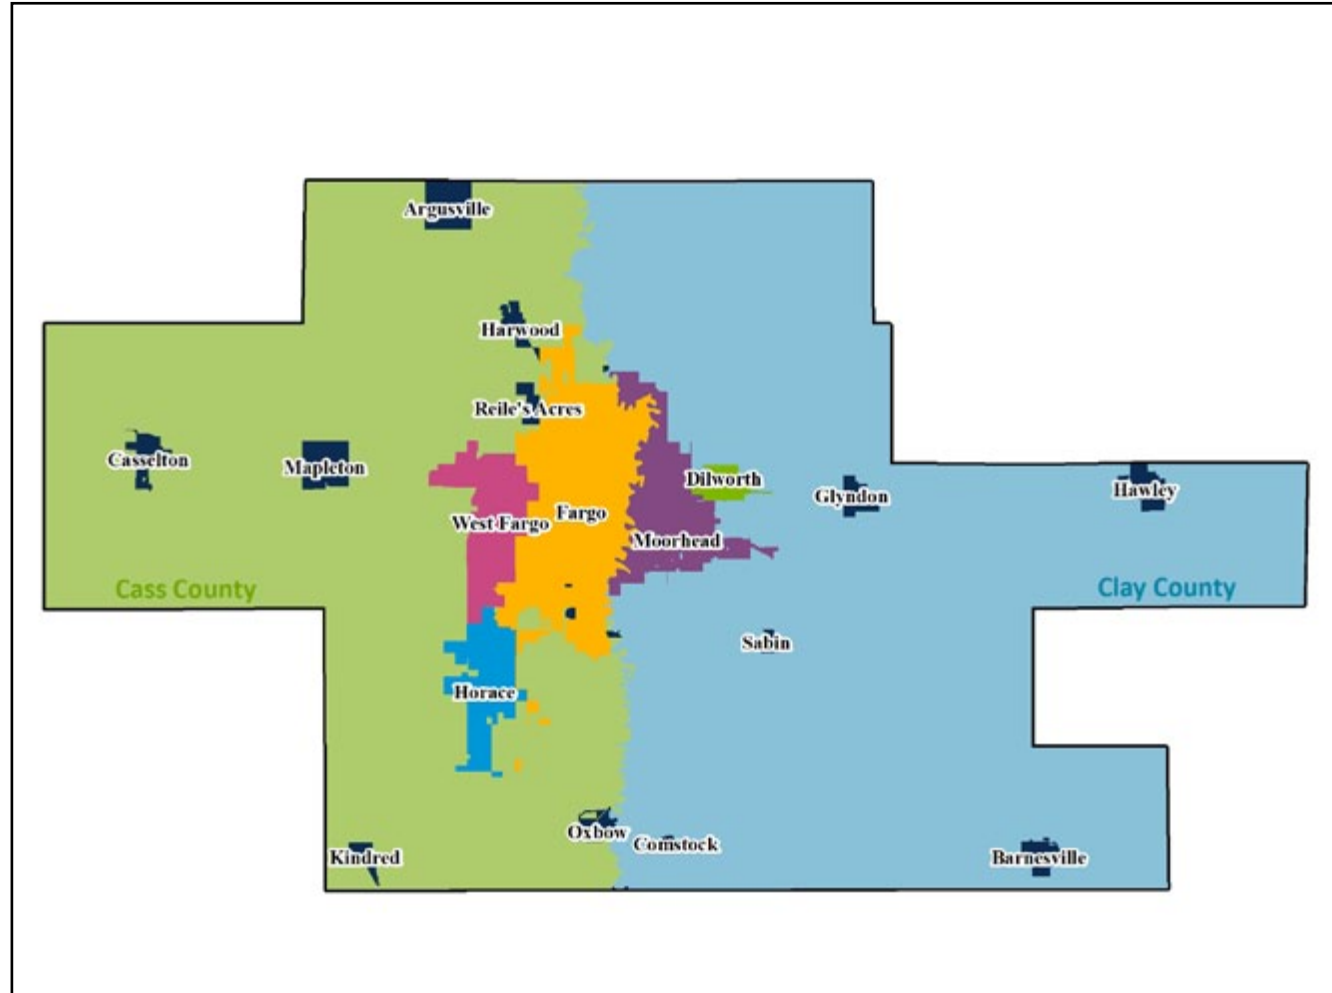 Argusville
Harwood
Reile's Acres
Casselton
Mapleton
Dilworth
Glyndon
Hawley
West Fargo
Fargo
Moorhead
Cass County
Clay County
Sabin
Horace
Oxbow
Comstock
Kindred
Barnesville